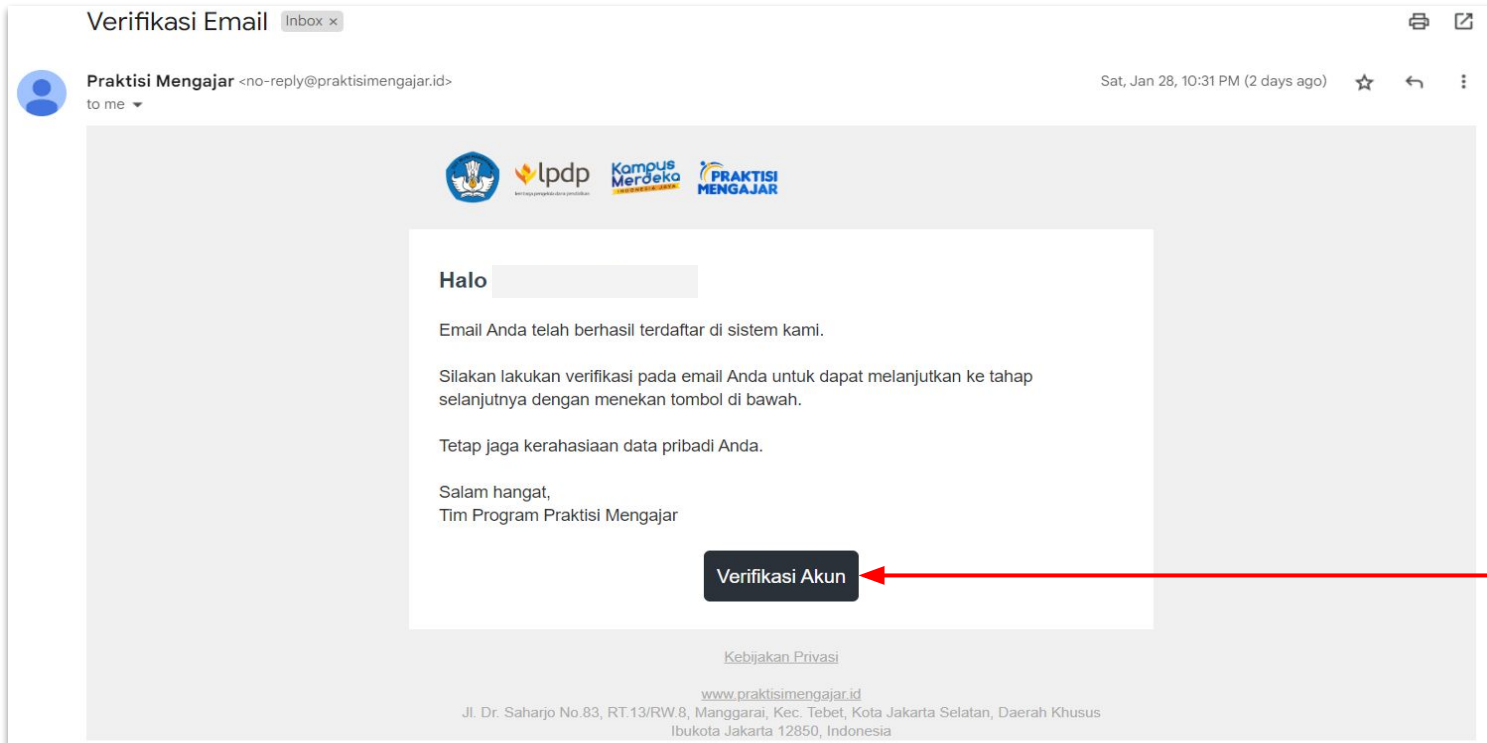 Verifikasi Email Inbox ×
Praktisi Mengajar <no-reply@praktisimengajar.id> Sat, Jan 28, 10:31 PM (2 days ago)
to me
lpdp
Kampus
Merdeka
INDONESIA JAYA
PRAKTISI
MENGAJAR
Halo
Email Anda telah berhasil terdaftar di sistem kami.
Silakan lakukan verifikasi pada email Anda untuk dapat melanjutkan ke tahap
selanjutnya dengan menekan tombol di bawah.
Tetap jaga kerahasiaan data pribadi Anda.
Salam hangat,
Tim Program Praktisi Mengajar
Verifikasi Akun
Kebijakan Privasi
www.praktisimengajar.id
Jl. Dr. Saharjo No.83, RT.13/RW.8, Manggarai, Kec. Tebet, Kota Jakarta Selatan, Daerah Khusus
Ibukota Jakarta 12850, Indonesia